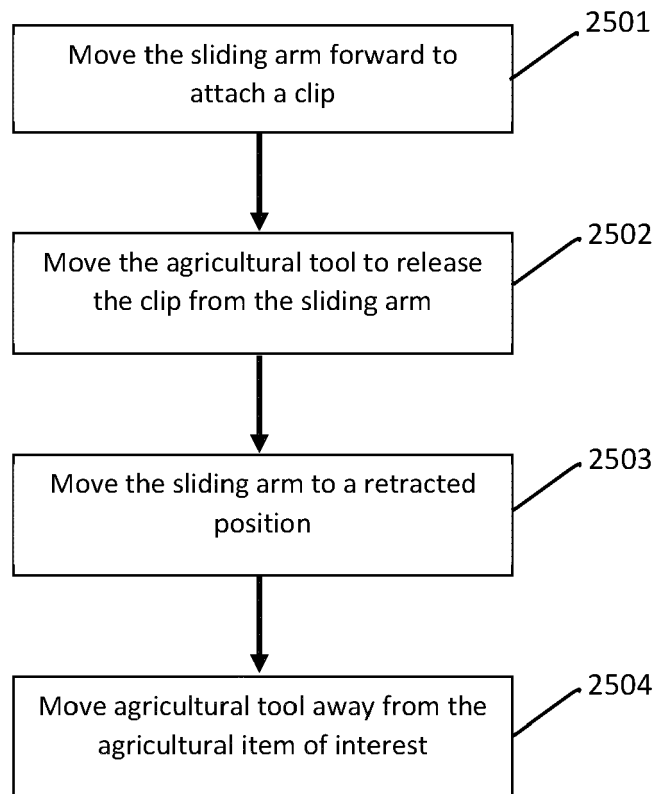 2501
Move the sliding arm forward to
attach a clip
2502
Move the agricultural tool to release
the clip from the sliding arm
2503
Move the sliding arm to a retracted
position
2504
Move agricultural tool away from the
agricultural item of interest